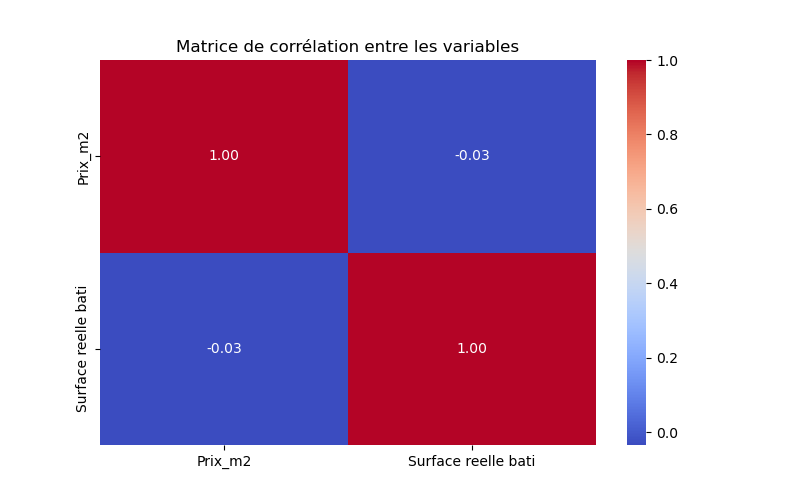 Matrice de corrélation entre les variables
Prix_m2
1.00
-0.03
Surface reelle bati
-0.03
1.00
Prix_m2
Surface reelle bati
1.0
0.8
0.6
0.4
0.2
0.0